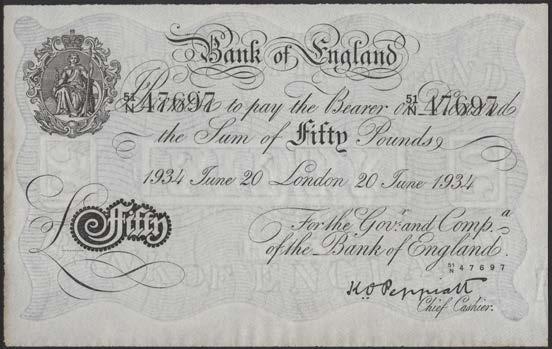 Bank of England
51/N 47697 to pay the Bearer on 51/N 47697
the Sum of Fifty Pounds
1934 June 20 London 20 June 1934
£ Fifty
For the Gov.r and Comp.a
of the Bank of England.
51/N 47697
K.O. Peppiatt
Chief Cashier.